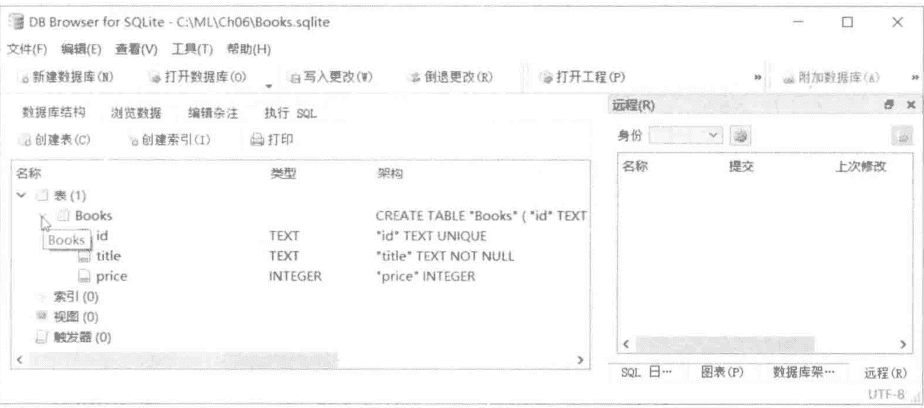 DB Browser for SQLite - C:\ML\Ch06\Books.sqlite
文件(F) 编辑(E) 查看(V) 工具(T) 帮助(H)
新建数据库(N) 打开数据库(O) 写入更改(W) 倒退更改(R) 打开工程(P) » 附加数据库(A) »
数据库结构 浏览数据 编辑杂注 执行 SQL
创建表(C) 创建索引(I) 打印
名称 类型 架构
表 (1)
Books CREATE TABLE "Books" ( "id" TEXT
id TEXT "id" TEXT UNIQUE
Books
title TEXT "title" TEXT NOT NULL
price INTEGER "price" INTEGER
索引 (0)
视图 (0)
触发器 (0)
远程(R)
身份
名称 提交 上次修改
SQL 日… 图表(P) 数据库架… 远程(R)
UTF-8